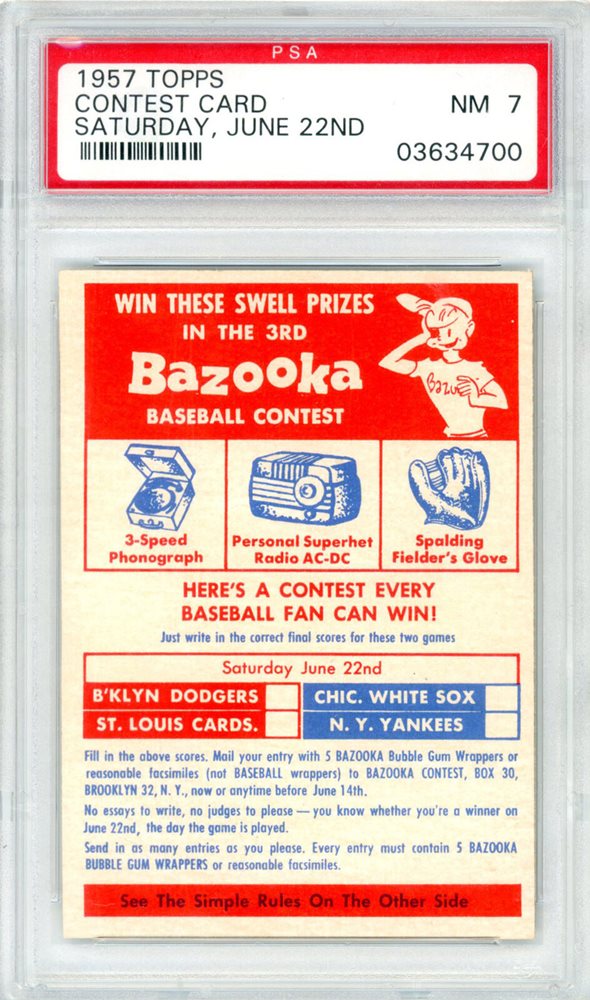 PSA
1957 TOPPS
CONTEST CARD NM 7
SATURDAY, JUNE 22ND
03634700
WIN THESE SWELL PRIZES
IN THE 3RD
Bazooka
BASEBALL CONTEST
Bazu
3-Speed
Phonograph
Personal Superhet
Radio AC-DC
Spalding
Fielder's Glove
HERE'S A CONTEST EVERY
BASEBALL FAN CAN WIN!
Just write in the correct final scores for these two games
Saturday June 22nd
B'KLYN DODGERS
ST. LOUIS CARDS.
CHIC. WHITE SOX
N. Y. YANKEES
Fill in the above scores. Mail your entry with 5 BAZOOKA Bubble Gum Wrappers or
reasonable facsimiles (not BASEBALL wrappers) to BAZOOKA CONTEST, BOX 30,
BROOKLYN 32, N. Y., now or anytime before June 14th.
No essays to write, no judges to please — you know whether you're a winner on
June 22nd, the day the game is played.
Send in as many entries as you please. Every entry must contain 5 BAZOOKA
BUBBLE GUM WRAPPERS or reasonable facsimiles.
See The Simple Rules On The Other Side